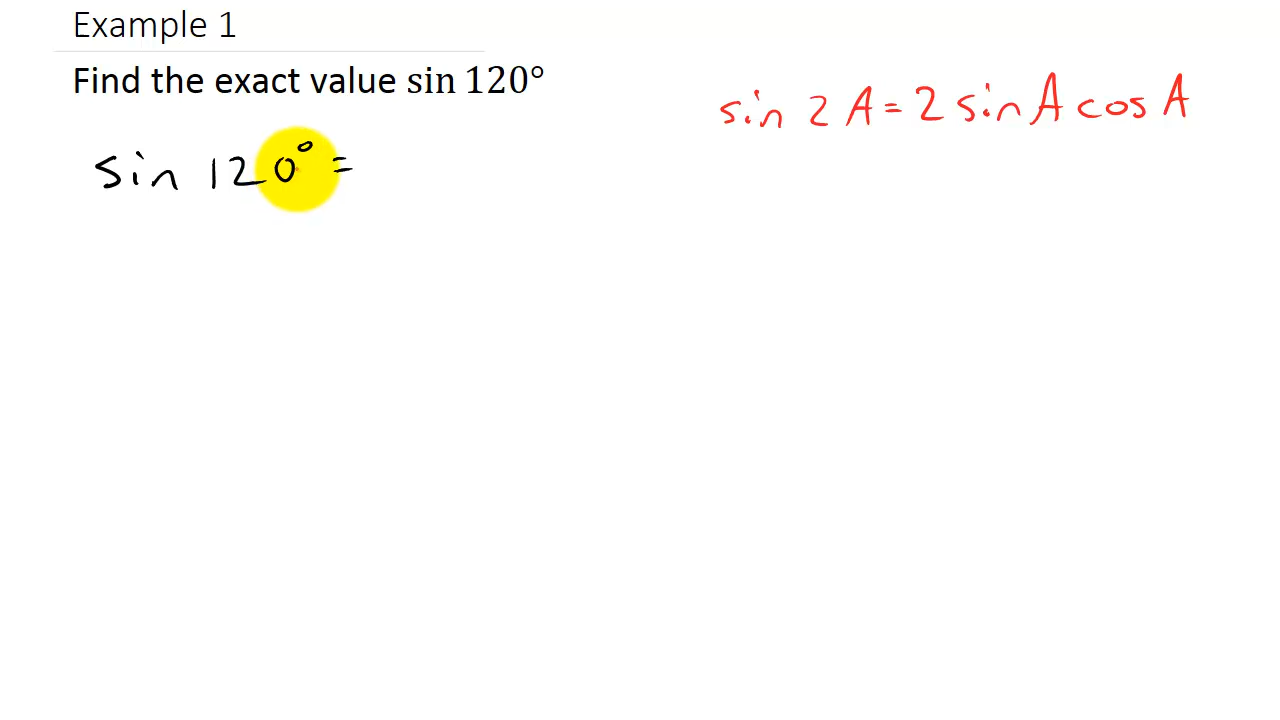 Example 1
Find the exact value sin 120°
sin 2A = 2 sin A cos A
sin 120° =